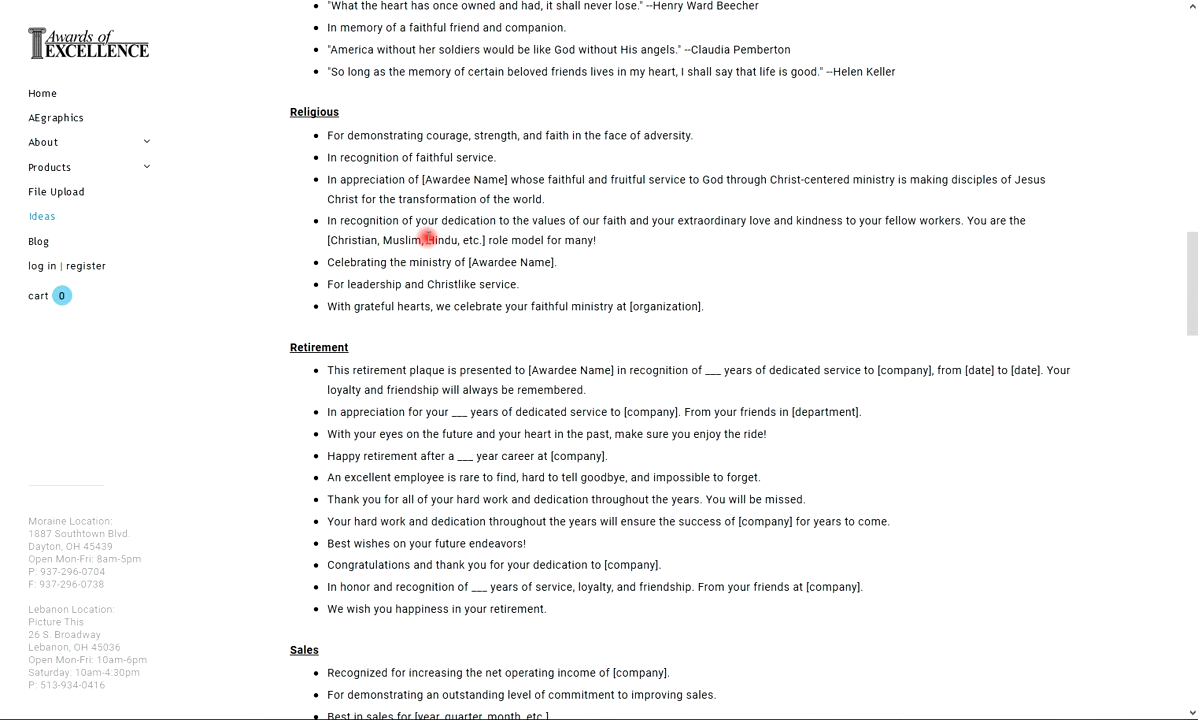 Awards of
EXCELLENCE
Home
AEgraphics
About
Products
File Upload
Ideas
Blog
log in | register
cart 0
Moraine Location:
1887 Southtown Blvd.
Dayton, OH 45439
Open Mon-Fri: 8am-5pm
P: 937-296-0704
F: 937-296-0738
Lebanon Location:
Picture This
26 S. Broadway
Lebanon, OH 45036
Open Mon-Fri: 10am-6pm
Saturday: 10am-4:30pm
P: 513-934-0416
"What the heart has once owned and had, it shall never lose." --Henry Ward Beecher
In memory of a faithful friend and companion.
"America without her soldiers would be like God without His angels." --Claudia Pemberton
"So long as the memory of certain beloved friends lives in my heart, I shall say that life is good." --Helen Keller
Religious
For demonstrating courage, strength, and faith in the face of adversity.
In recognition of faithful service.
In appreciation of [Awardee Name] whose faithful and fruitful service to God through Christ-centered ministry is making disciples of Jesus
Christ for the transformation of the world.
In recognition of your dedication to the values of our faith and your extraordinary love and kindness to your fellow workers. You are the
[Christian, Muslim, Hindu, etc.] role model for many!
Celebrating the ministry of [Awardee Name].
For leadership and Christlike service.
With grateful hearts, we celebrate your faithful ministry at [organization].
Retirement
This retirement plaque is presented to [Awardee Name] in recognition of ___ years of dedicated service to [company], from [date] to [date]. Your
loyalty and friendship will always be remembered.
In appreciation for your ___ years of dedicated service to [company]. From your friends in [department].
With your eyes on the future and your heart in the past, make sure you enjoy the ride!
Happy retirement after a ___ year career at [company].
An excellent employee is rare to find, hard to tell goodbye, and impossible to forget.
Thank you for all of your hard work and dedication throughout the years. You will be missed.
Your hard work and dedication throughout the years will ensure the success of [company] for years to come.
Best wishes on your future endeavors!
Congratulations and thank you for your dedication to [company].
In honor and recognition of ___ years of service, loyalty, and friendship. From your friends at [company].
We wish you happiness in your retirement.
Sales
Recognized for increasing the net operating income of [company].
For demonstrating an outstanding level of commitment to improving sales.
Best in sales for [year, quarter, month, etc.]